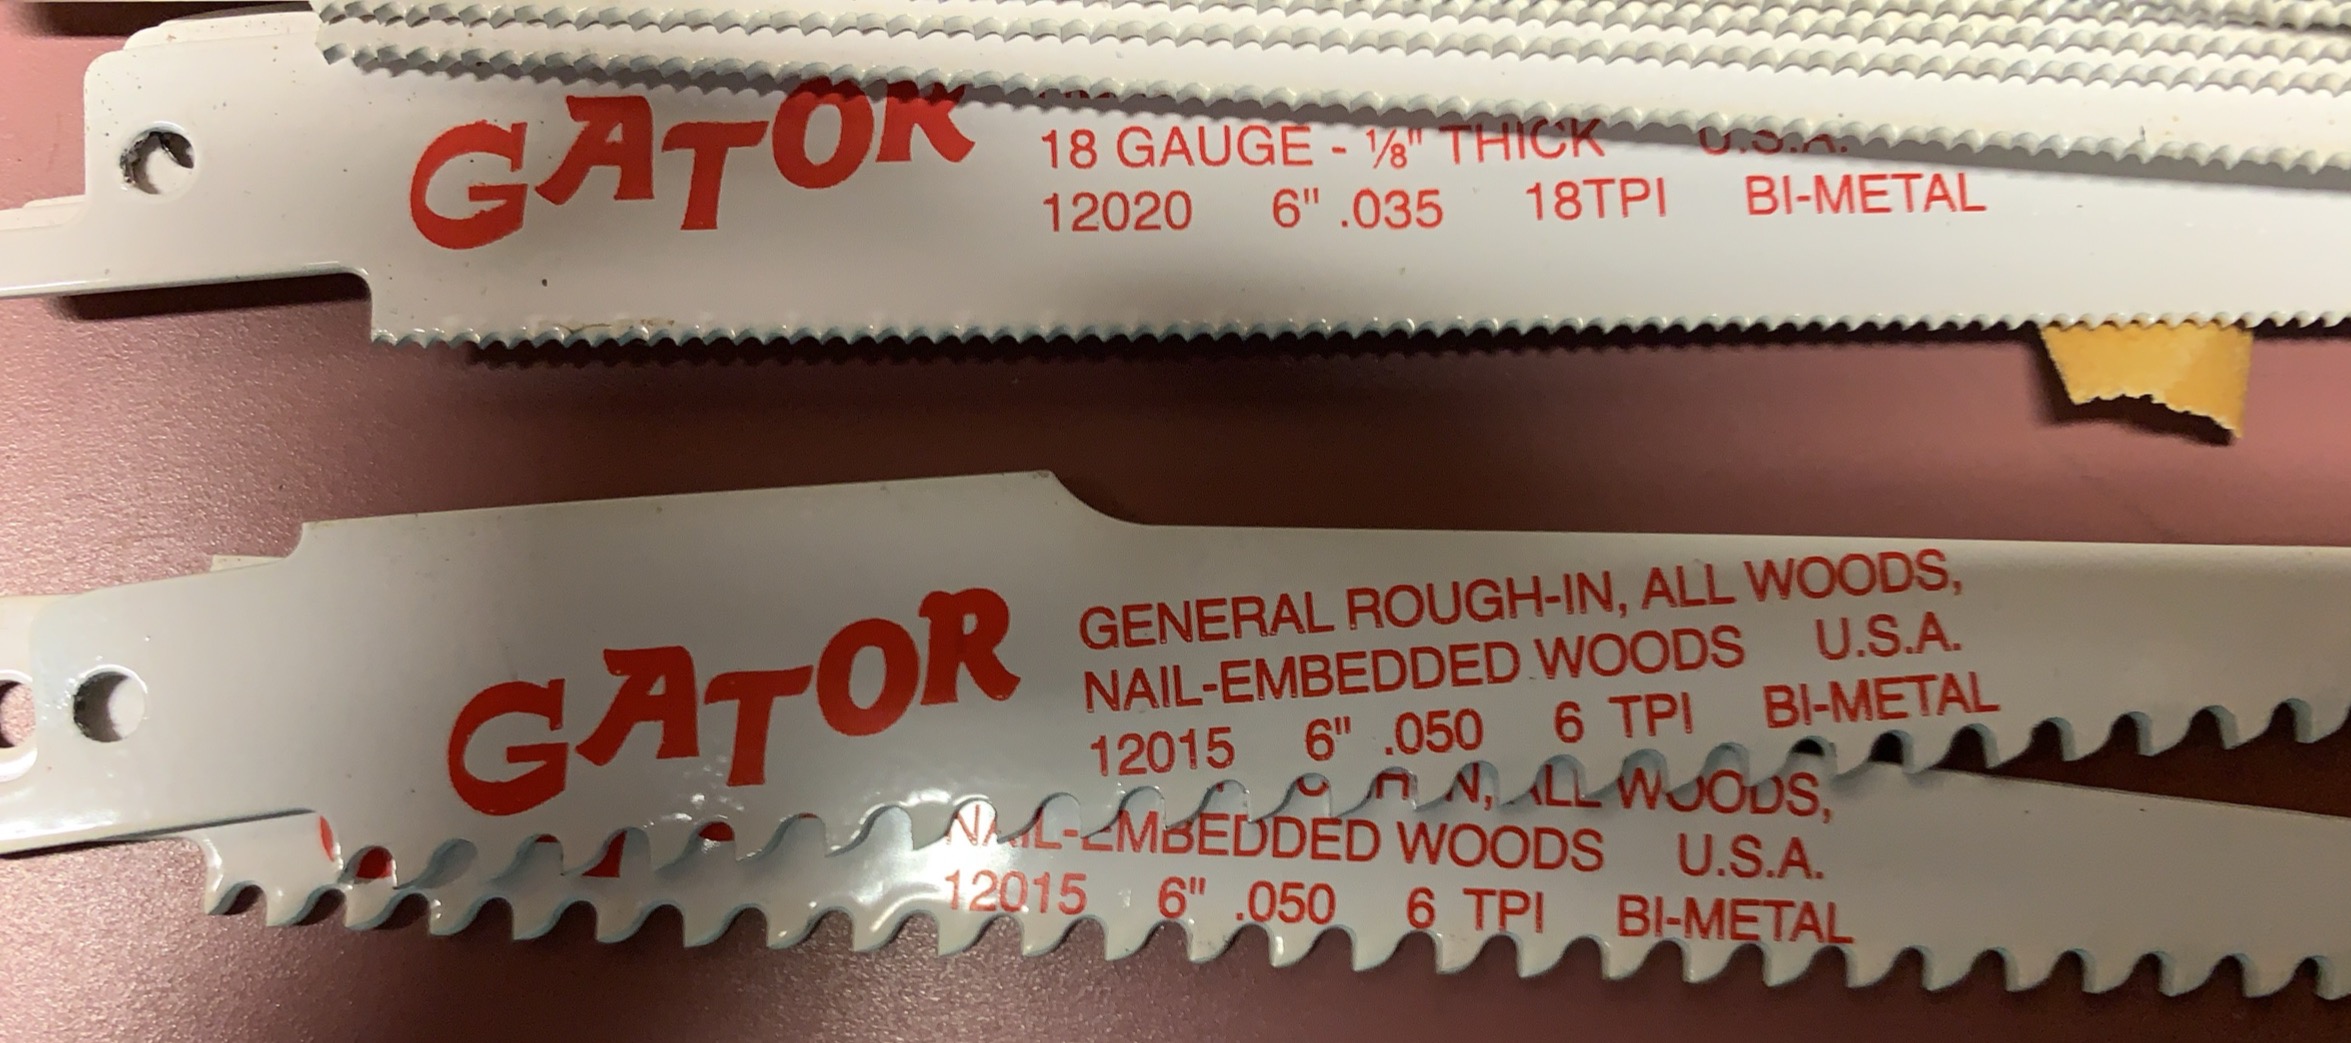 GATOR
18 GAUGE - ⅛" THICK U.S.A.
12020 6" .035 18TPI BI-METAL
GATOR
GENERAL ROUGH-IN, ALL WOODS,
NAIL-EMBEDDED WOODS U.S.A.
12015 6" .050 6 TPI BI-METAL
ALL WOODS,
NAIL-EMBEDDED WOODS U.S.A.
12015 6" .050 6 TPI BI-METAL